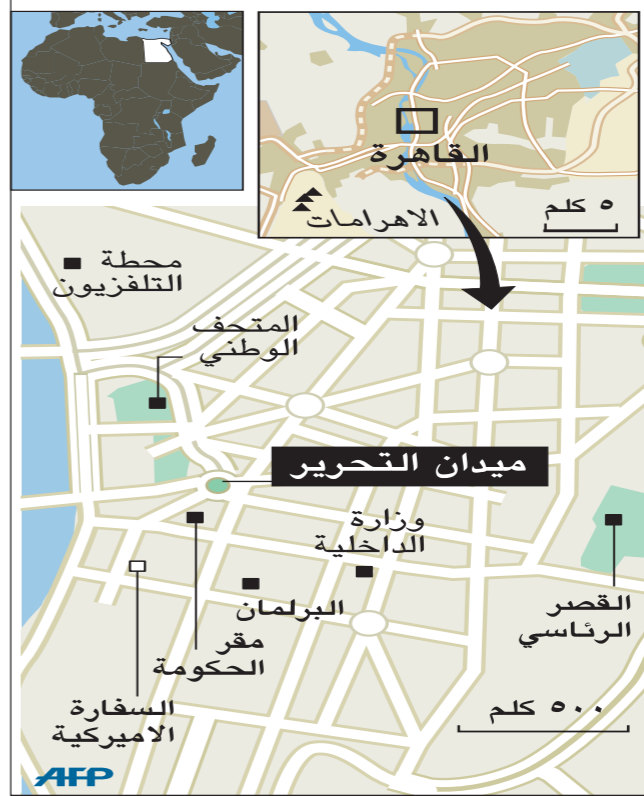 القاهرة
الاهرامات
٥ كلم
محطة
التلفزيون
المتحف
الوطني
ميدان التحرير
وزارة
الداخلية
القصر
الرئاسي
البرلمان
مقر
الحكومة
السفارة
الاميركية
٥٠٠ كلم
AFP